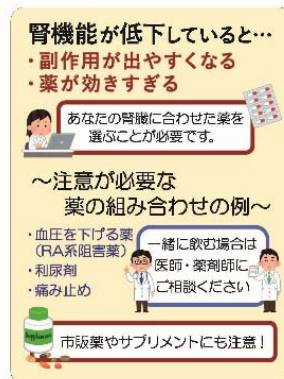 腎機能が低下していると…
・副作用が出やすくなる
・薬が効きすぎる
あなたの腎臓に合わせた薬を
選ぶことが必要です。
～注意が必要な
薬の組み合わせの例～
・血圧を下げる薬
(RA系阻害薬)
・利尿剤
・痛み止め
一緒に飲む場合は
医師・薬剤師に
ご相談ください
Supplement
市販薬やサプリメントにも注意！